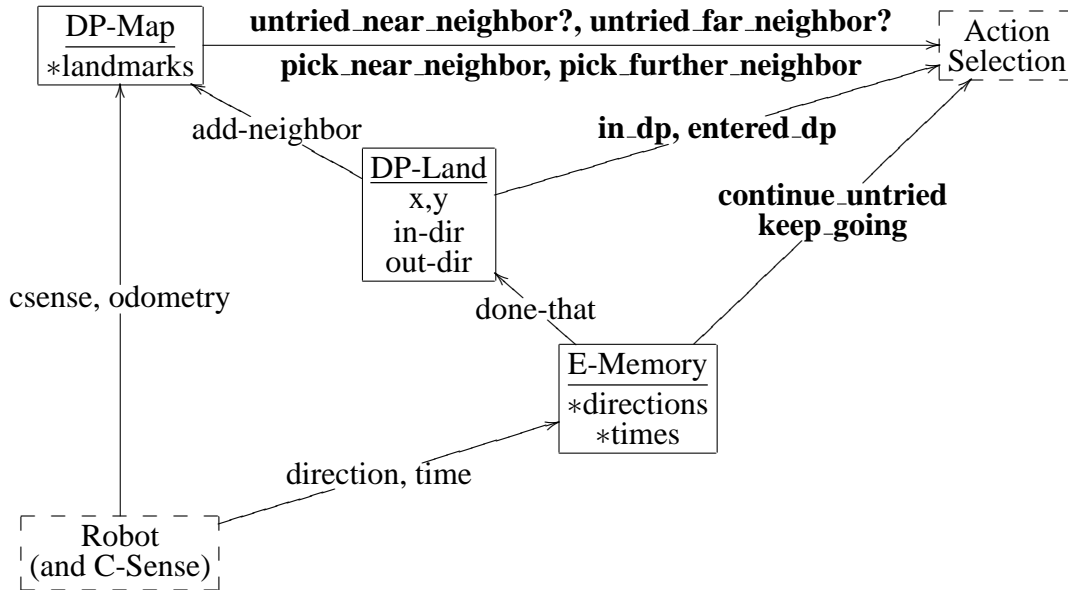 DP-Map
*landmarks
untried_near_neighbor?, untried_far_neighbor?
pick_near_neighbor, pick_further_neighbor
Action
Selection
add-neighbor
in_dp, entered_dp
DP-Land
x,y
in-dir
out-dir
continue_untried
keep_going
csense, odometry
done-that
E-Memory
*directions
*times
direction, time
Robot
(and C-Sense)